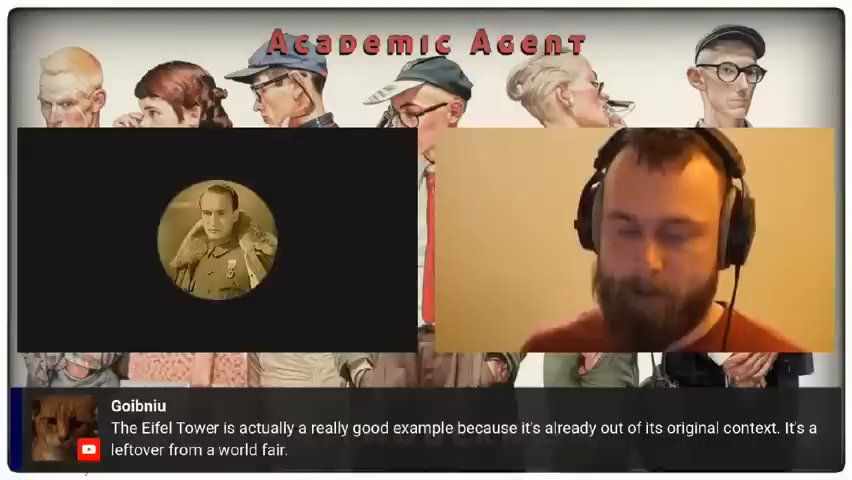 Academic Agent
Goibniu
The Eifel Tower is actually a really good example because it's already out of its original context. It's a
leftover from a world fair.